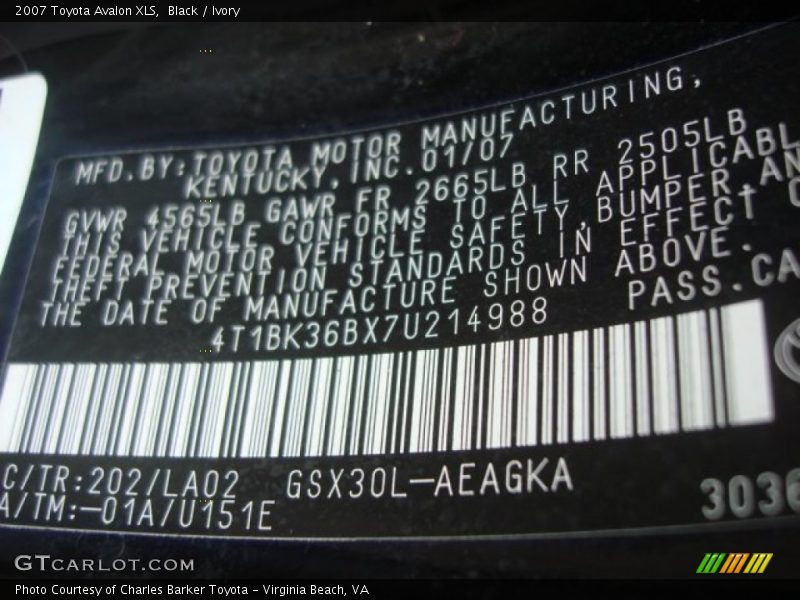 2007 Toyota Avalon XLS,  Black / Ivory
MFD.BY:TOYOTA MOTOR MANUFACTURING,
KENTUCKY, INC.01/07
GVWR 4565LB GAWR FR 2665LB RR 2505LB
THIS VEHICLE CONFORMS TO ALL APPLICABL
FEDERAL MOTOR VEHICLE SAFETY,BUMPER,AN
THEFT PREVENTION STANDARDS IN EFFECT O
THE DATE OF MANUFACTURE SHOWN ABOVE.
4T1BK36BX7U214988 PASS.CA
C/TR:202/LA02 GSX30L-AEAGKA
A/TM:-01A/U151E 3036
GTCARLOT.COM
Photo Courtesy of Charles Barker Toyota - Virginia Beach, VA